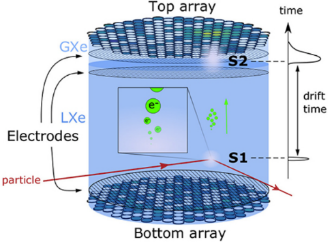 Top array
time
GXe
S2
LXe
e-
drift
time
Electrodes
S1
particle
Bottom array